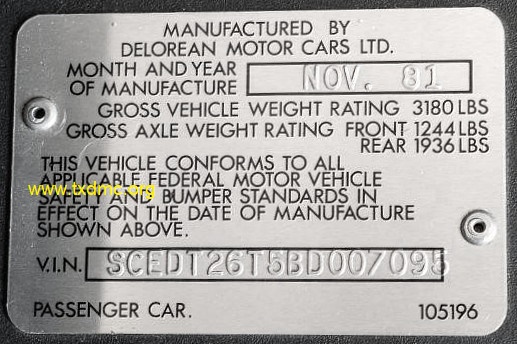 MANUFACTURED BY
DELOREAN MOTOR CARS LTD.
MONTH AND YEAR
OF MANUFACTURE NOV. 81
GROSS VEHICLE WEIGHT RATING 3180 LBS
GROSS AXLE WEIGHT RATING FRONT 1244 LBS
REAR 1936 LBS
THIS VEHICLE CONFORMS TO ALL
APPLICABLE FEDERAL MOTOR VEHICLE
www.txdmc.org
SAFETY AND BUMPER STANDARDS IN
EFFECT ON THE DATE OF MANUFACTURE
SHOWN ABOVE.
V.I.N. SCEDT26T5BD007095
PASSENGER CAR. 105196